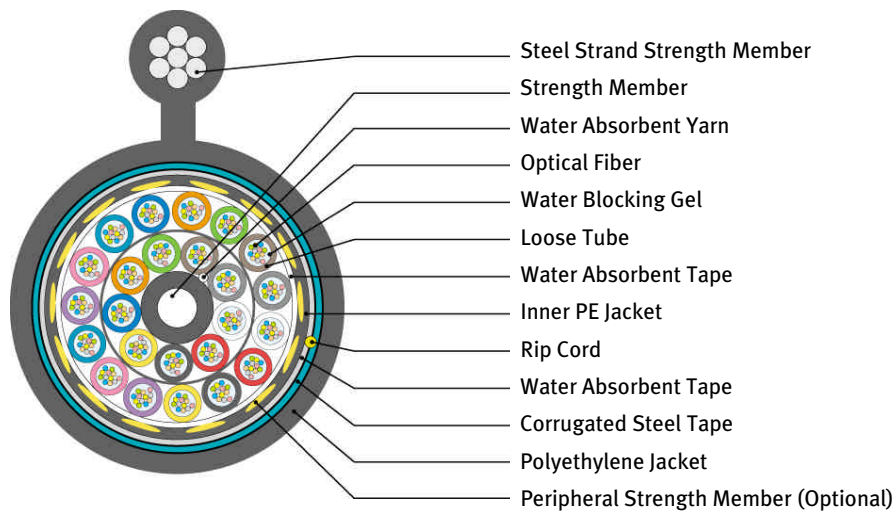 Steel Strand Strength Member
Strength Member
Water Absorbent Yarn
Optical Fiber
Water Blocking Gel
Loose Tube
Water Absorbent Tape
Inner PE Jacket
Rip Cord
Water Absorbent Tape
Corrugated Steel Tape
Polyethylene Jacket
Peripheral Strength Member (Optional)